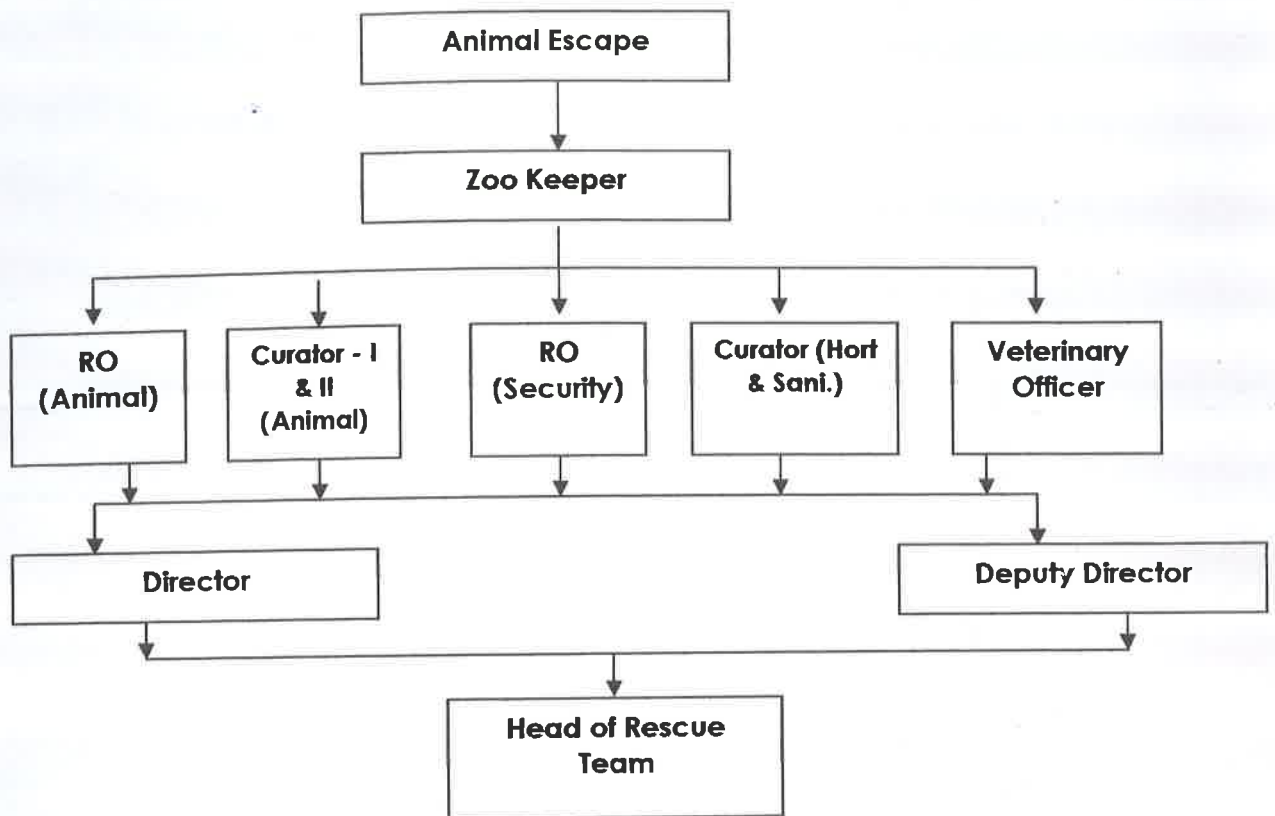 Animal Escape
Zoo Keeper
RO
(Animal)
Curator - I
& II
(Animal)
RO
(Security)
Curator (Hort
& Sani.)
Veterinary
Officer
Director
Deputy Director
Head of Rescue
Team